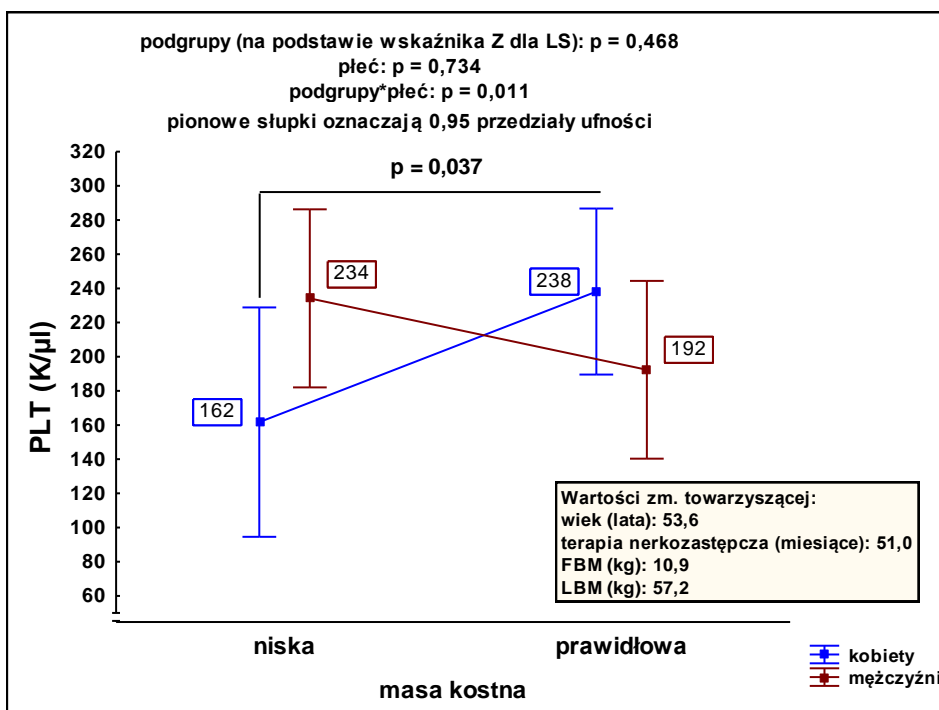 podgrupy (na podstawie wskaźnika Z dla LS): p = 0,468
płeć: p = 0,734
podgrupy*płeć: p = 0,011
pionowe słupki oznaczają 0,95 przedziały ufności
p = 0,037
320
300
280
260
240
220
200
180
160
140
120
100
80
60
PLT (K/µl)
234
238
192
162
Wartości zm. towarzyszącej:
wiek (lata): 53,6
terapia nerkozastępcza (miesiące): 51,0
FBM (kg): 10,9
LBM (kg): 57,2
niska
prawidłowa
masa kostna
kobiety
mężczyźni